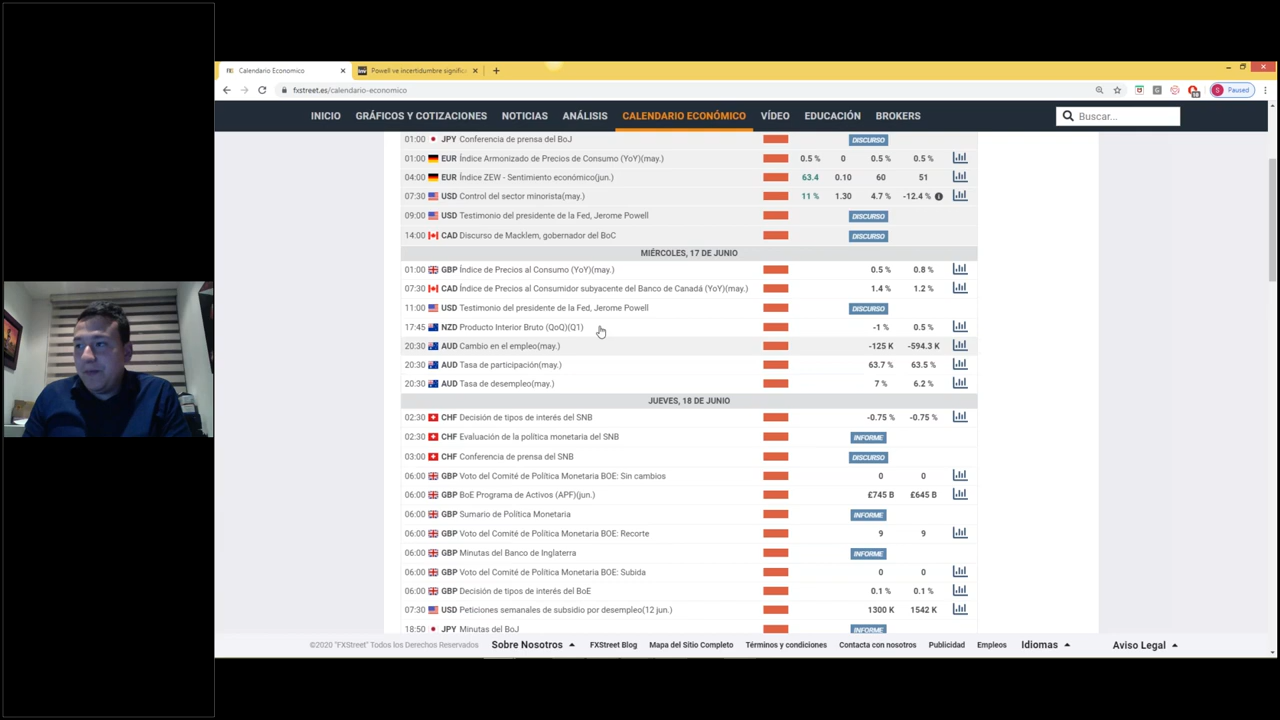 Calendario Economico
Powell ve incertidumbre signific
Paused
fxstreet.es/calendario-economico
INICIO GRÁFICOS Y COTIZACIONES NOTICIAS ANÁLISIS CALENDARIO ECONÓMICO VÍDEO EDUCACIÓN BROKERS Buscar...
01:00 JPY Conferencia de prensa del BoJ DISCURSO
01:00 EUR Índice Armonizado de Precios de Consumo (YoY)(may.) 0.5 % 0 0.5 % 0.5 %
04:00 EUR Índice ZEW - Sentimiento económico(jun.) 63.4 0.10 60 51
07:30 USD Control del sector minorista(may.) 11 % 1.30 4.7 % -12.4 %
09:00 USD Testimonio del presidente de la Fed, Jerome Powell DISCURSO
14:00 CAD Discurso de Macklem, gobernador del BoC DISCURSO
MIÉRCOLES, 17 DE JUNIO
01:00 GBP Índice de Precios al Consumo (YoY)(may.) 0.5 % 0.8 %
07:30 CAD Índice de Precios al Consumidor subyacente del Banco de Canadá (YoY)(may.) 1.4 % 1.2 %
11:00 USD Testimonio del presidente de la Fed, Jerome Powell DISCURSO
17:45 NZD Producto Interior Bruto (QoQ)(Q1) -1 % 0.5 %
20:30 AUD Cambio en el empleo(may.) -125 K -594.3 K
20:30 AUD Tasa de participación(may.) 63.7 % 63.5 %
20:30 AUD Tasa de desempleo(may.) 7 % 6.2 %
JUEVES, 18 DE JUNIO
02:30 CHF Decisión de tipos de interés del SNB -0.75 % -0.75 %
02:30 CHF Evaluación de la política monetaria del SNB INFORME
03:00 CHF Conferencia de prensa del SNB DISCURSO
06:00 GBP Voto del Comité de Política Monetaria BOE: Sin cambios 0 0
06:00 GBP BoE Programa de Activos (APF)(jun.) £745 B £645 B
06:00 GBP Sumario de Política Monetaria INFORME
06:00 GBP Voto del Comité de Política Monetaria BOE: Recorte 9 9
06:00 GBP Minutas del Banco de Inglaterra INFORME
06:00 GBP Voto del Comité de Política Monetaria BOE: Subida 0 0
06:00 GBP Decisión de tipos de interés del BoE 0.1 % 0.1 %
07:30 USD Peticiones semanales de subsidio por desempleo(12 jun.) 1300 K 1542 K
18:50 JPY Minutas del BoJ INFORME
©2020 "FXStreet" Todos los Derechos Reservados Sobre Nosotros FXStreet Blog Mapa del Sitio Completo Términos y condiciones Contacta con nosotros Publicidad Empleos Idiomas Aviso Legal